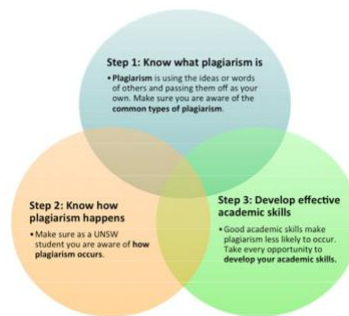 Step 1: Know what plagiarism is
• Plagiarism is using the ideas or words
of others and passing them off as your
own. Make sure you are aware of the
common types of plagiarism.
Step 2: Know how
plagiarism happens
• Make sure as a UNSW
student you are aware of how
plagiarism occurs.
Step 3: Develop effective
academic skills
• Good academic skills make
plagiarism less likely to occur.
Take every opportunity to
develop your academic skills.